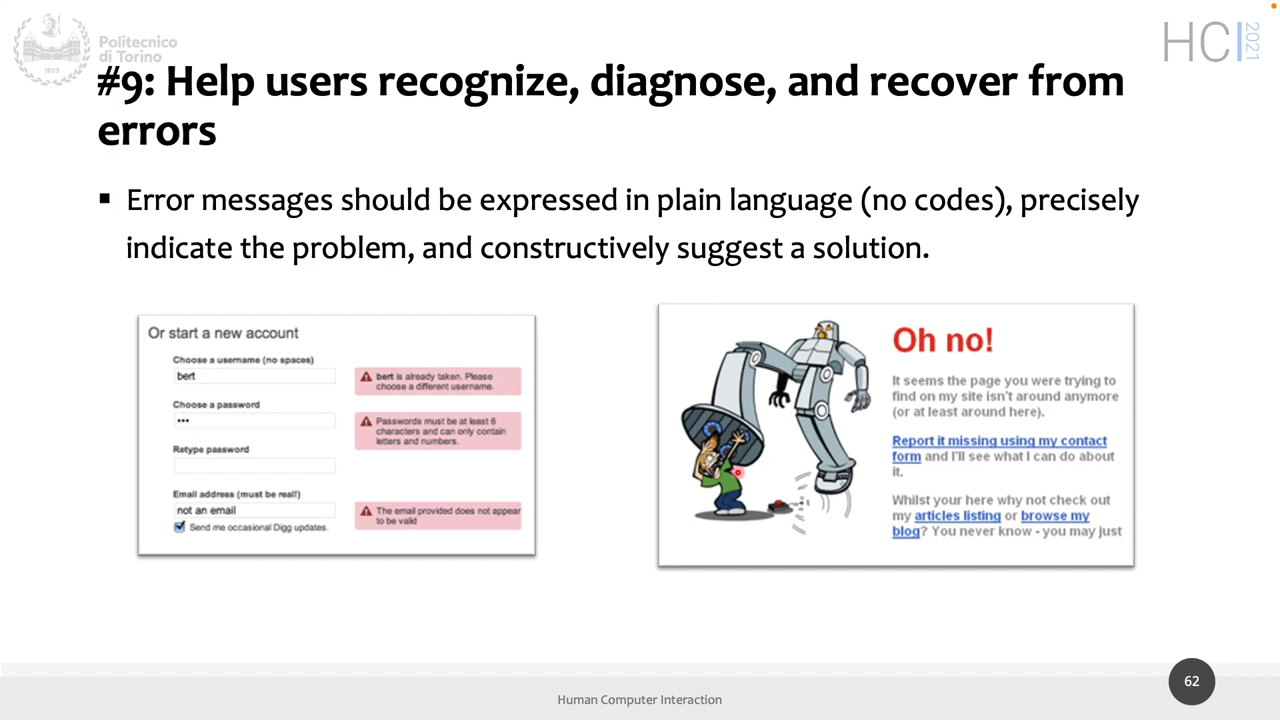 Politecnico
di Torino
1859
HCI
2021
#9: Help users recognize, diagnose, and recover from
errors
▪ Error messages should be expressed in plain language (no codes), precisely
indicate the problem, and constructively suggest a solution.
Or start a new account
Choose a username (no spaces)
bert
bert is already taken. Please
choose a different username.
Choose a password
•••
Passwords must be at least 6
characters and can only contain
letters and numbers.
Retype password
Email address (must be real!)
not an email
The email provided does not appear
to be valid
Send me occasional Digg updates.
Oh no!
It seems the page you were trying to
find on my site isn't around anymore
(or at least around here).
Report it missing using my contact
form and I'll see what I can do about
it.
Whilst your here why not check out
my articles listing or browse my
blog? You never know - you may just
Human Computer Interaction
62